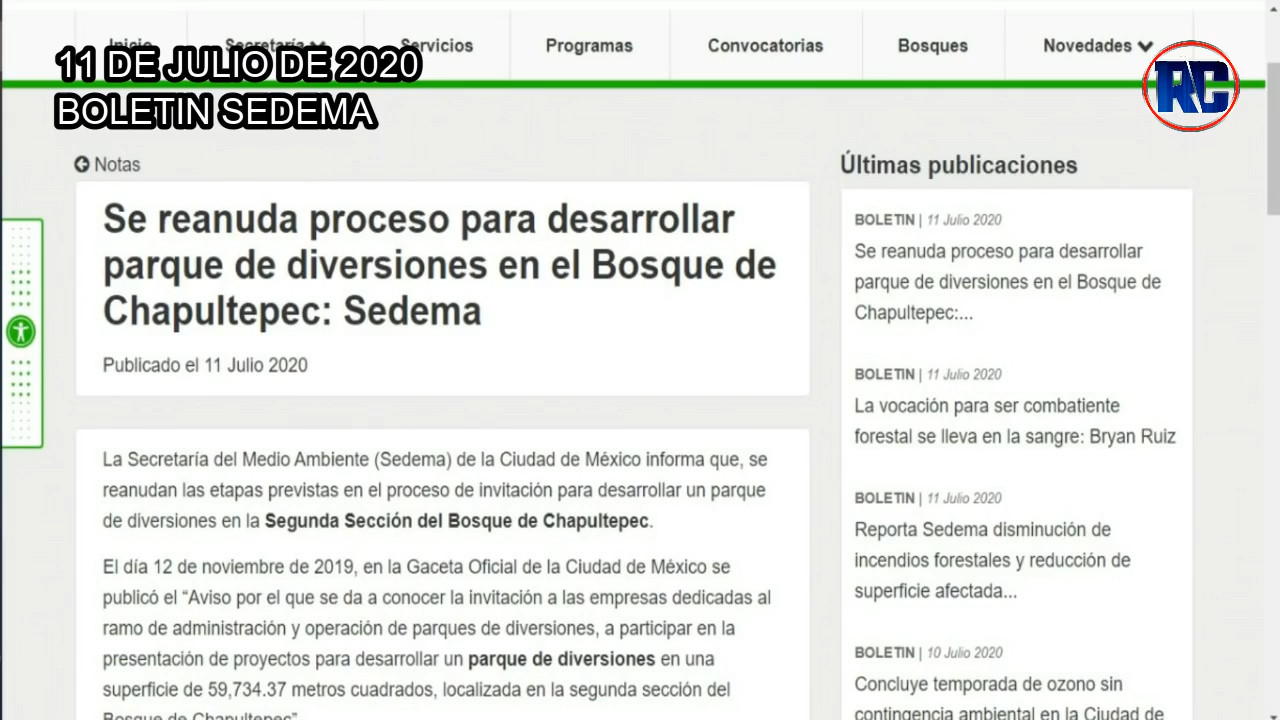 Inicio
Secretaría
Servicios
Programas
Convocatorias
Bosques
Novedades
11 DE JULIO DE 2020
BOLETIN SEDEMA
RC
Notas
Se reanuda proceso para desarrollar
parque de diversiones en el Bosque de
Chapultepec: Sedema
Publicado el 11 Julio 2020
La Secretaría del Medio Ambiente (Sedema) de la Ciudad de México informa que, se
reanudan las etapas previstas en el proceso de invitación para desarrollar un parque
de diversiones en la Segunda Sección del Bosque de Chapultepec.
El día 12 de noviembre de 2019, en la Gaceta Oficial de la Ciudad de México se
publicó el “Aviso por el que se da a conocer la invitación a las empresas dedicadas al
ramo de administración y operación de parques de diversiones, a participar en la
presentación de proyectos para desarrollar un parque de diversiones en una
superficie de 59,734.37 metros cuadrados, localizada en la segunda sección del
Bosque de Chapultepec”
Últimas publicaciones
BOLETIN | 11 Julio 2020
Se reanuda proceso para desarrollar
parque de diversiones en el Bosque de
Chapultepec:...
BOLETIN | 11 Julio 2020
La vocación para ser combatiente
forestal se lleva en la sangre: Bryan Ruiz
BOLETIN | 11 Julio 2020
Reporta Sedema disminución de
incendios forestales y reducción de
superficie afectada...
BOLETIN | 10 Julio 2020
Concluye temporada de ozono sin
contingencia ambiental en la Ciudad de